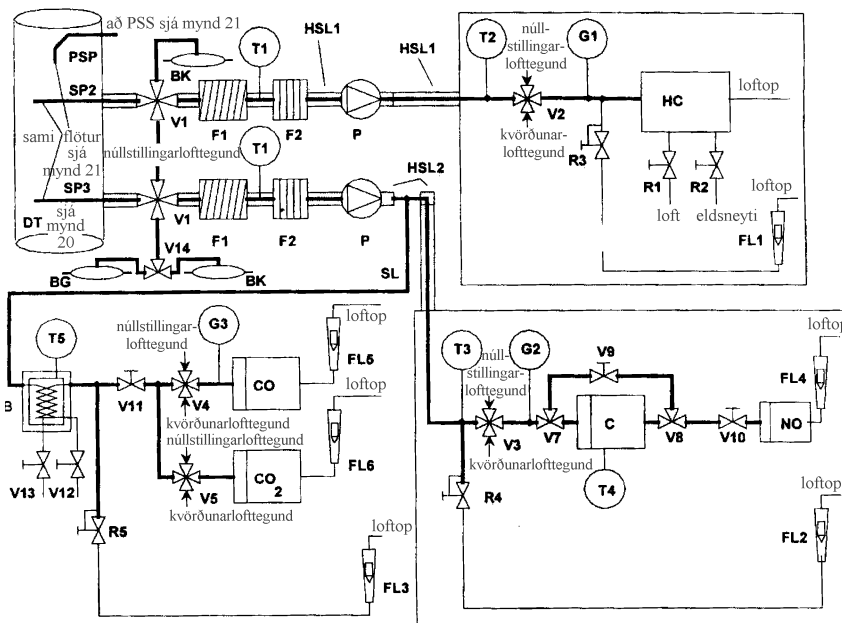 að PSS sjá mynd 21
PSP
BK
SP2
V1
F1
T1
F2
HSL1
P
HSL1
sami flötur
sjá
mynd 21
núllstillingarlofttegund
SP3
V1
F1
T1
F2
P
HSL2
sjá
mynd
20
DT
V14
BG
BK
SL
T2
núll-
stillingar-
lofttegund
G1
V2
kvörðunar-
lofttegund
HC
loftop
R3
R1
R2
loft
eldsneyti
loftop
FL1
T5
B
V13
V12
V11
núllstillingar-
lofttegund
G3
V4
CO
loftop
FL5
kvörðunarlofttegund
núllstillingarlofttegund
loftop
V5
CO
2
FL6
kvörðunarlofttegund
R5
loftop
FL3
T3
núll-
stillingar-
lofttegund
G2
V9
loftop
FL4
V3
V7
C
V8
V10
NO
kvörðunarlofttegund
T4
R4
loftop
FL2